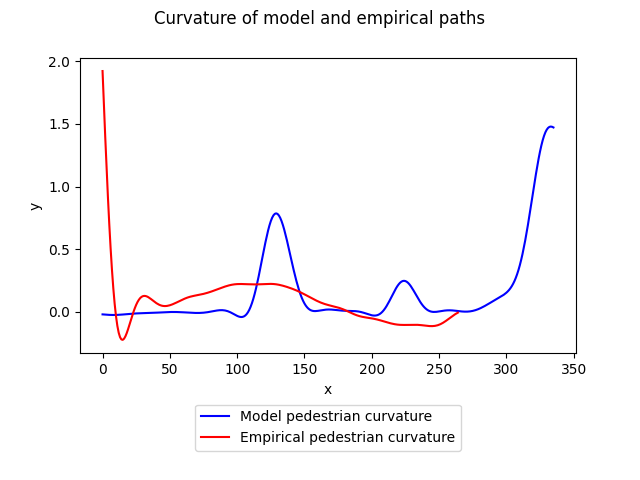 Curvature of model and empirical paths
2.0
1.5
1.0
0.5
0.0
y
0 50 100 150 200 250 300 350
x
Model pedestrian curvature
Empirical pedestrian curvature